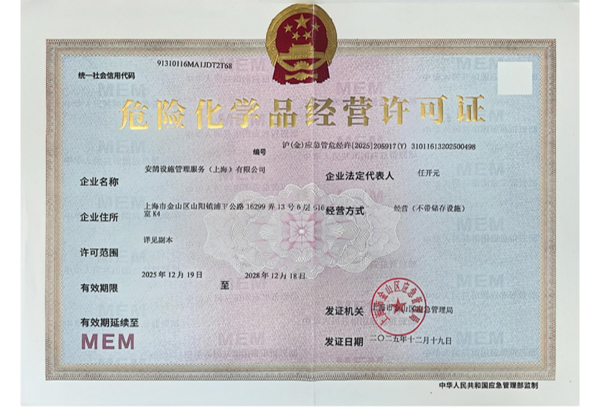 统一社会信用代码
91310116MA1JDT2T68
危险化学品经营许可证
编号
沪(金)应急管危经许[2025]205917(Y) 31011613202500498
企业名称
安鹄设施管理服务(上海)有限公司
企业法定代表人
任开元
企业住所
上海市金山区山阳镇浦卫公路16299弄13号6层
室K4
经营方式
经营(不带储存设施)
许可范围
详见副本
有效期限
2025年12月19日
至
2028年12月18日
发证机关
上海市金山区应急管理局
有效期延续至
MEM
发证日期
二〇二五年十二月十九日
中华人民共和国应急管理部监制